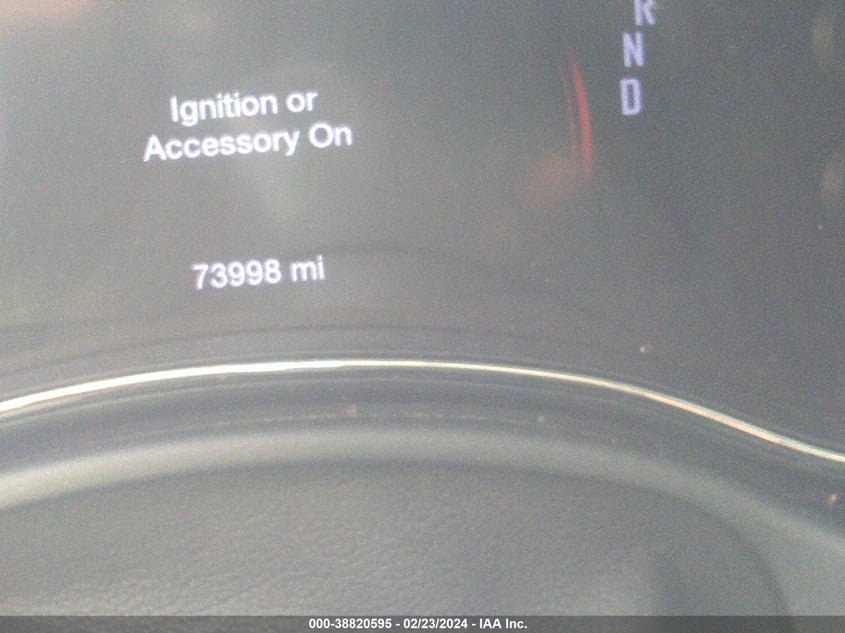 R
N
D
Ignition or
Accessory On
73998 mi
000-38820595 - 02/23/2024 - IAA Inc.